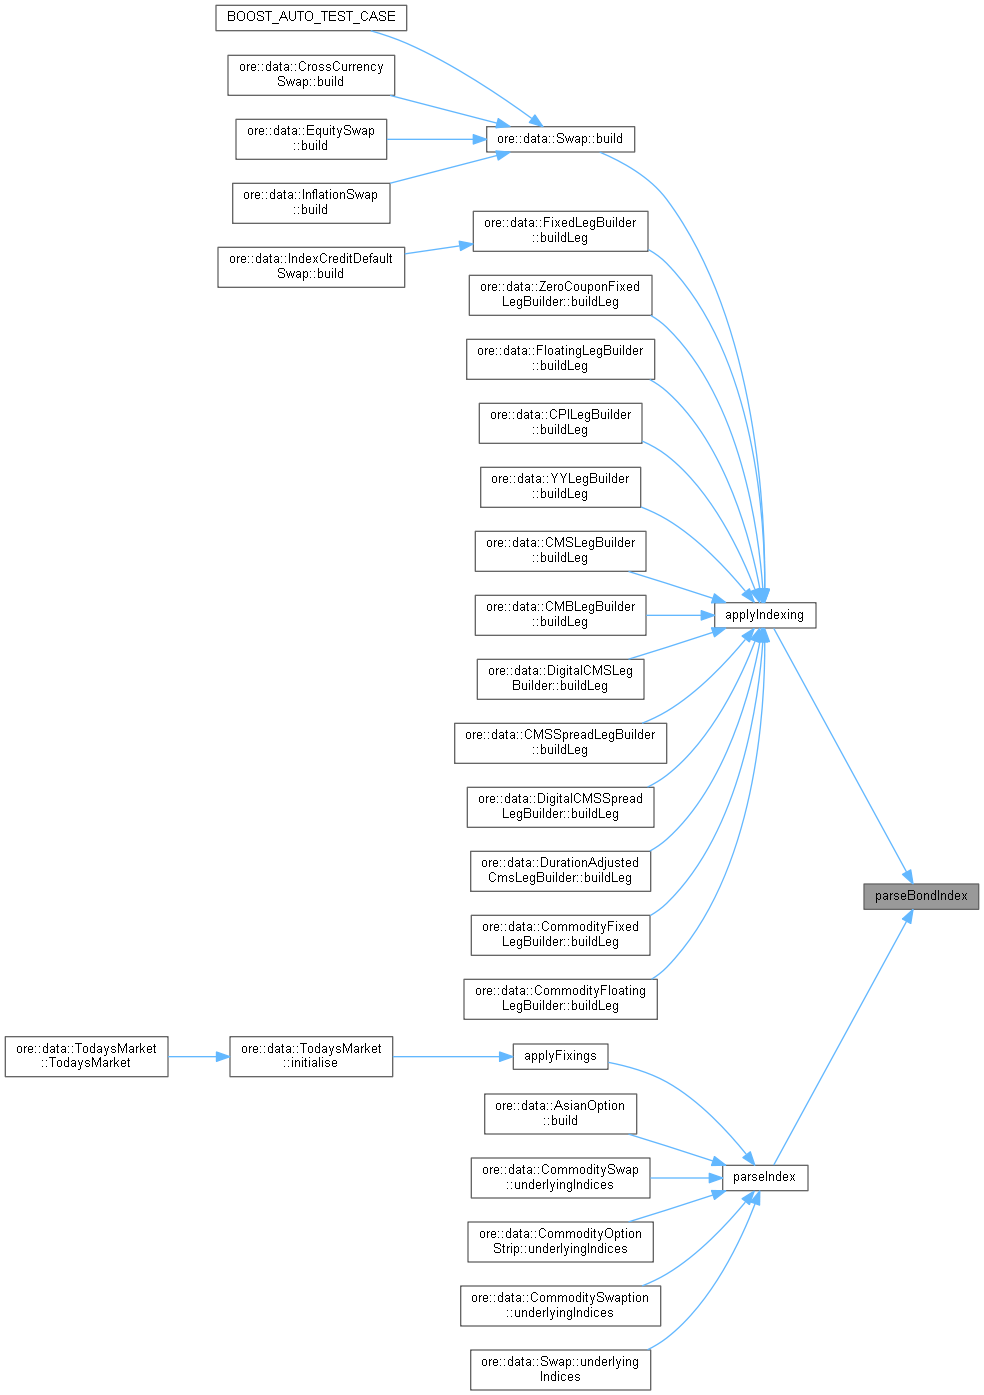 BOOST_AUTO_TEST_CASE
ore::data::CrossCurrency
Swap::build
ore::data::EquitySwap
::build
ore::data::Swap::build
ore::data::InflationSwap
::build
ore::data::FixedLegBuilder
::buildLeg
ore::data::IndexCreditDefault
Swap::build
ore::data::ZeroCouponFixed
LegBuilder::buildLeg
ore::data::FloatingLegBuilder
::buildLeg
ore::data::CPILegBuilder
::buildLeg
ore::data::YYLegBuilder
::buildLeg
ore::data::CMSLegBuilder
::buildLeg
ore::data::CMBLegBuilder
::buildLeg
applyIndexing
ore::data::DigitalCMSLeg
Builder::buildLeg
ore::data::CMSSpreadLegBuilder
::buildLeg
ore::data::DigitalCMSSpread
LegBuilder::buildLeg
ore::data::DurationAdjusted
CmsLegBuilder::buildLeg
parseBondIndex
ore::data::CommodityFixed
LegBuilder::buildLeg
ore::data::CommodityFloating
LegBuilder::buildLeg
ore::data::TodaysMarket
::TodaysMarket
ore::data::TodaysMarket
::initialise
applyFixings
ore::data::AsianOption
::build
ore::data::CommoditySwap
::underlyingIndices
parseIndex
ore::data::CommodityOption
Strip::underlyingIndices
ore::data::CommoditySwaption
::underlyingIndices
ore::data::Swap::underlying
Indices